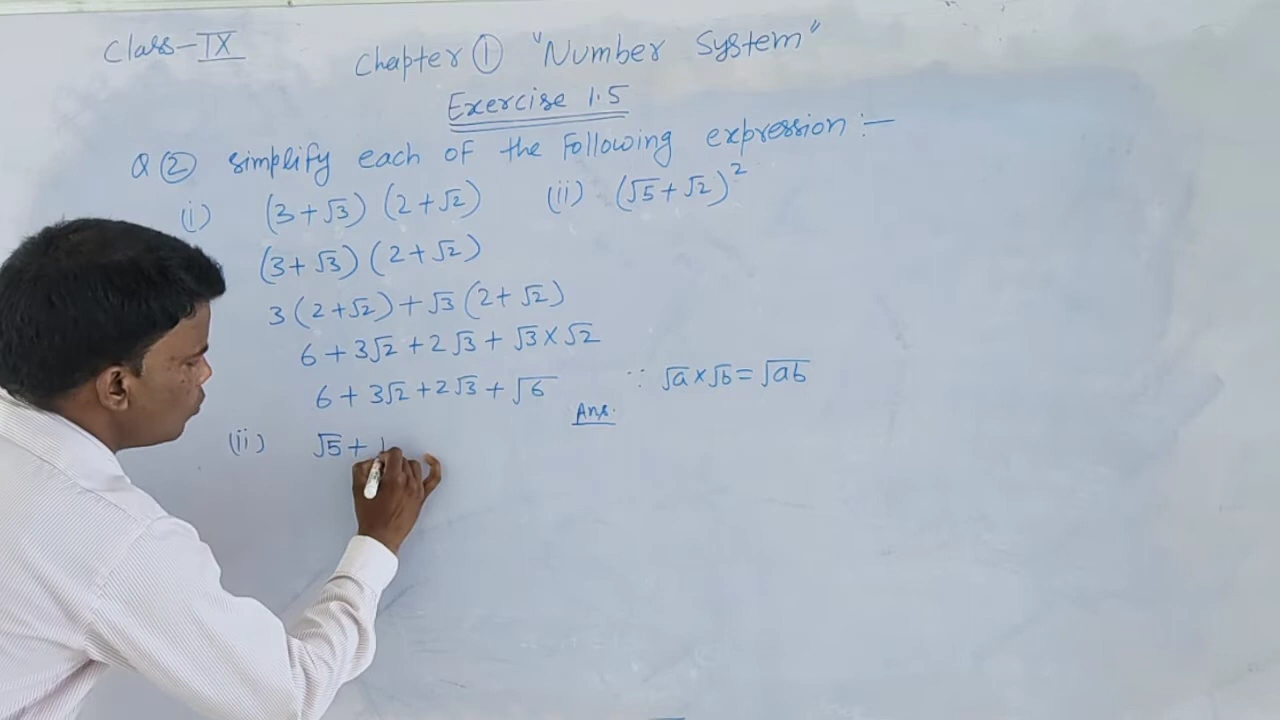 Class-IX
Chapter ① "Number System"
Exercise 1.5
Q ② simplify each of the Following expression :-
(i) (3+√3) (2+√2) (ii) (√5+√2)²
(3+√3) (2+√2)
3(2+√2)+√3(2+√2)
6+3√2+2√3+√3×√2
6+3√2+2√3+√6 ∵ √a×√b=√ab
Ans.
(ii) √5+